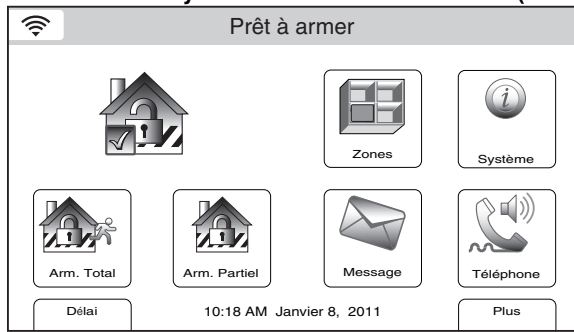 Prêt à armer
Zones
Système
Arm. Total
Arm. Partiel
Message
Téléphone
Délai
10:18 AM Janvier 8, 2011
Plus